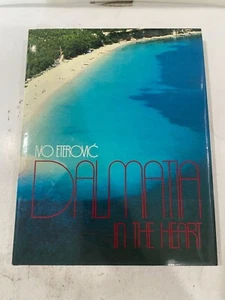 IVO ETEROVIĆ
DALMATIA
IN THE HEART